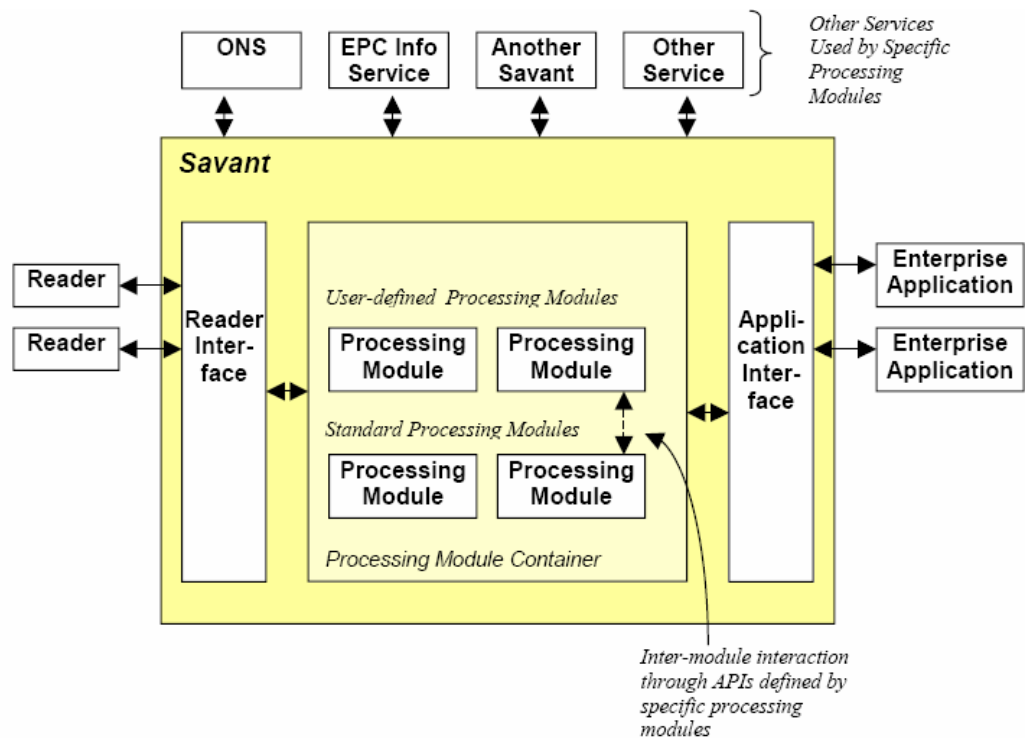 ONS
EPC Info
Service
Another
Savant
Other
Service
Other Services
Used by Specific
Processing
Modules
Savant
Reader
Reader
Reader
Inter-
face
User-defined Processing Modules
Processing
Module
Processing
Module
Standard Processing Modules
Processing
Module
Processing
Module
Processing Module Container
Appli-
cation
Inter-
face
Enterprise
Application
Enterprise
Application
Inter-module interaction
through APIs defined by
specific processing
modules